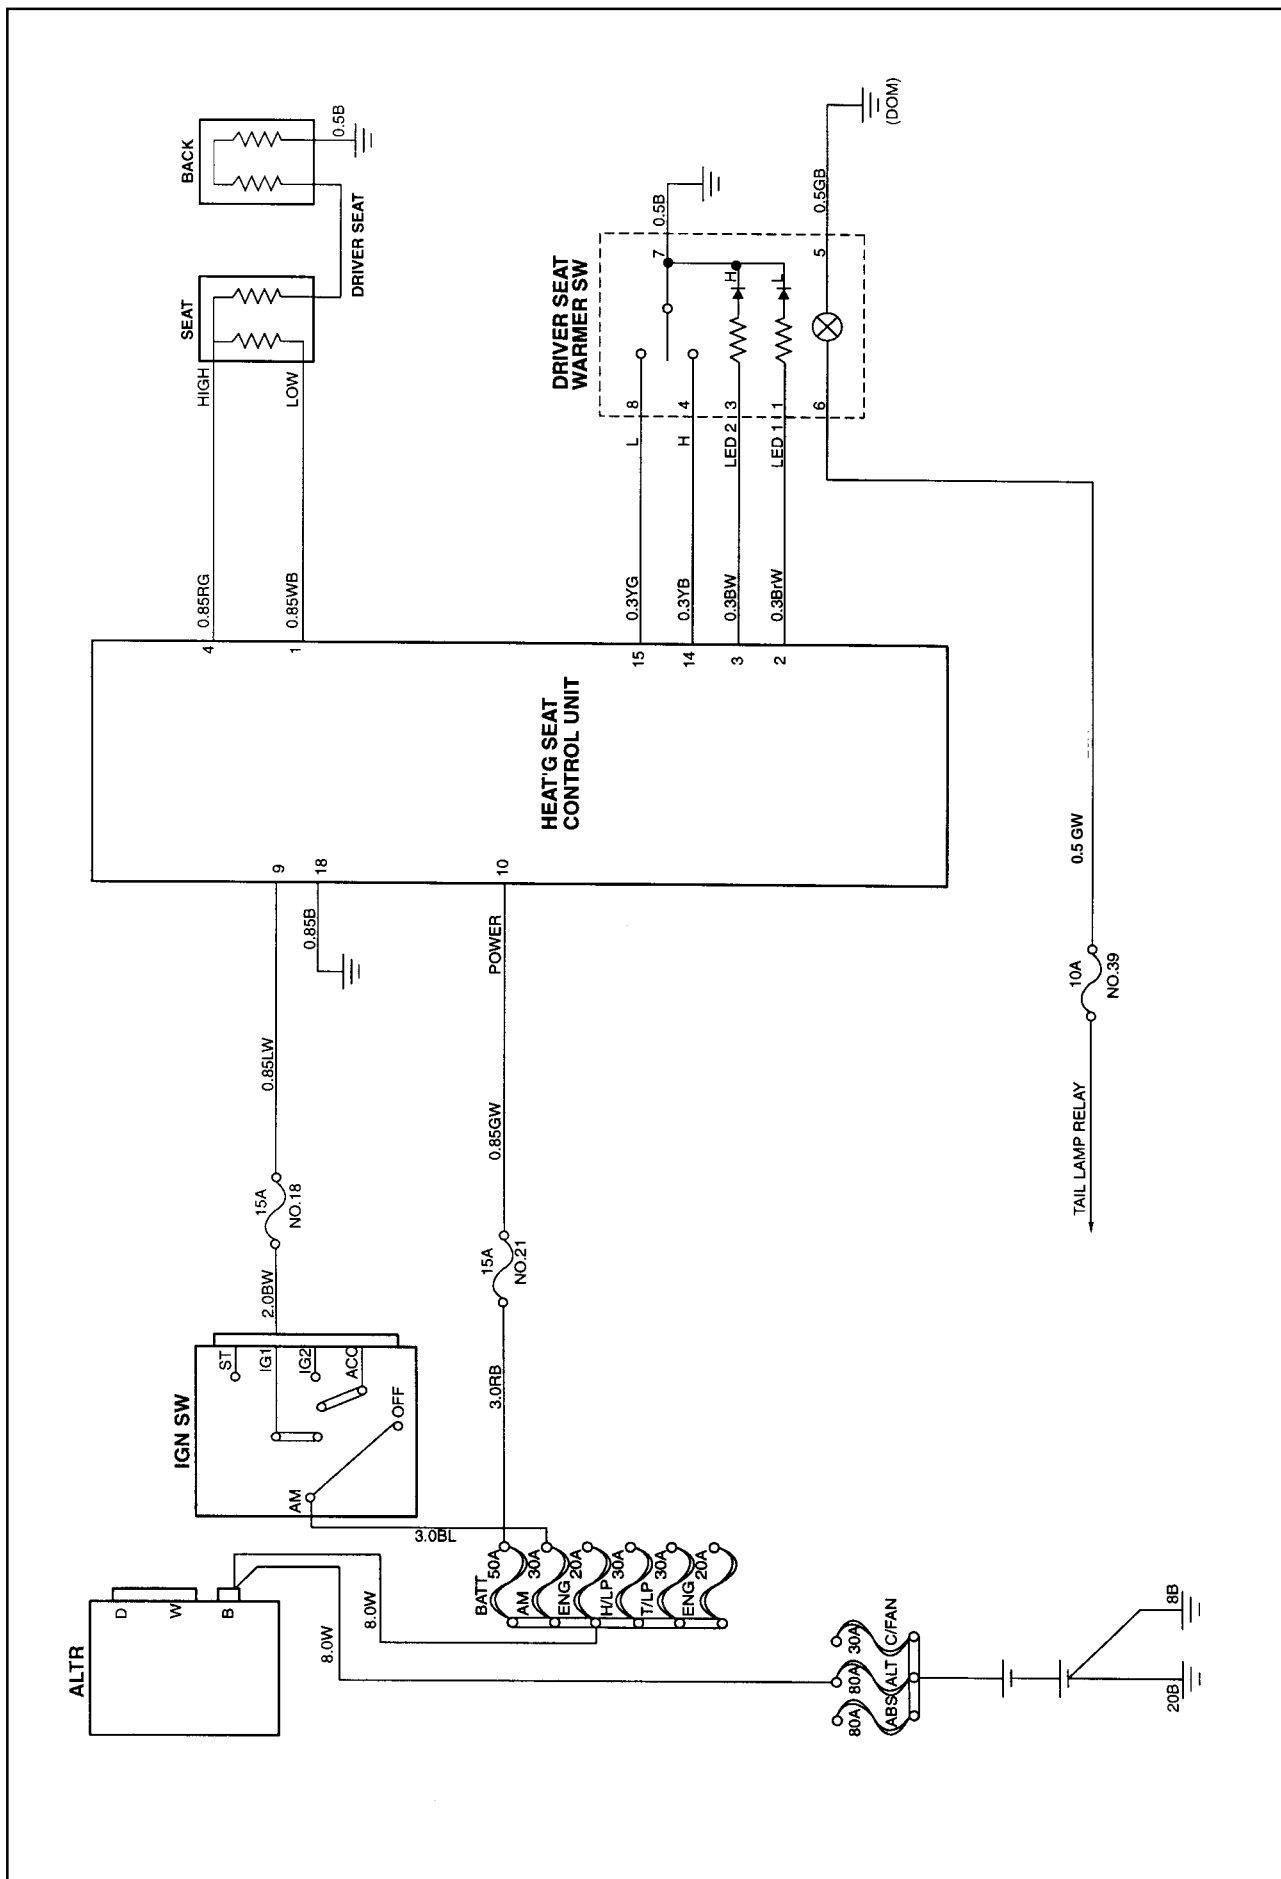 ALTR
D
W
B
8.0W
8.0W
IGN SW
AM
OFF
ST
IG1
IG2
ACC
3.0BL
2.0BW
15A
NO.18
0.85LW
BATT
50A
AM
30A
ENG
20A
H/LP
30A
T/LP
30A
ENG
20A
3.0RB
15A
NO.21
0.85GW
POWER
80A
ABS
80A
ALT
30A
C/FAN
20B
8B
0.85B
9
18
10
HEAT'G SEAT
CONTROL UNIT
4
1
15
14
3
2
0.85RG
0.85WB
HIGH
LOW
SEAT
BACK
DRIVER SEAT
0.5B
0.3YG
0.3YB
0.3BW
0.3BrW
L
H
LED 2
LED 1
DRIVER SEAT
WARMER SW
8
4
3
1
6
7
H
L
5
0.5B
0.5GB
(DOM)
TAIL LAMP RELAY
10A
NO.39
0.5 GW